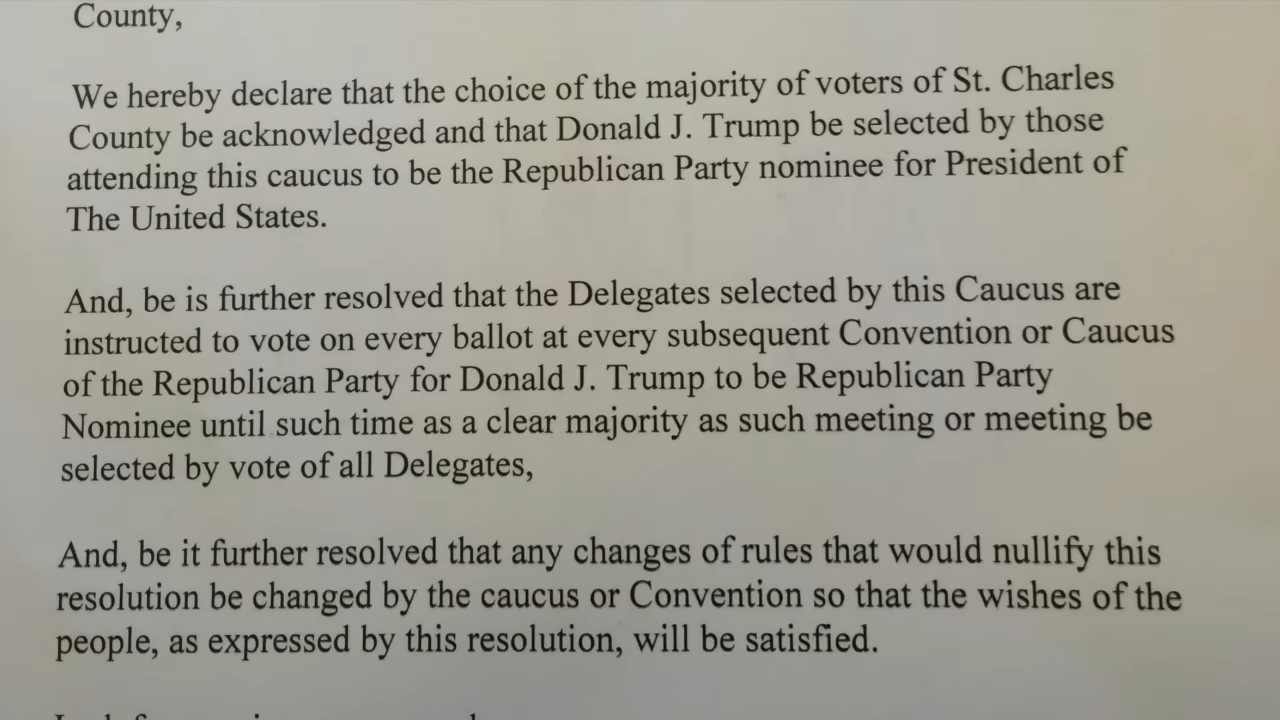 County,
We hereby declare that the choice of the majority of voters of St. Charles
County be acknowledged and that Donald J. Trump be selected by those
attending this caucus to be the Republican Party nominee for President of
The United States.
And, be is further resolved that the Delegates selected by this Caucus are
instructed to vote on every ballot at every subsequent Convention or Caucus
of the Republican Party for Donald J. Trump to be Republican Party
Nominee until such time as a clear majority as such meeting or meeting be
selected by vote of all Delegates,
And, be it further resolved that any changes of rules that would nullify this
resolution be changed by the caucus or Convention so that the wishes of the
people, as expressed by this resolution, will be satisfied.